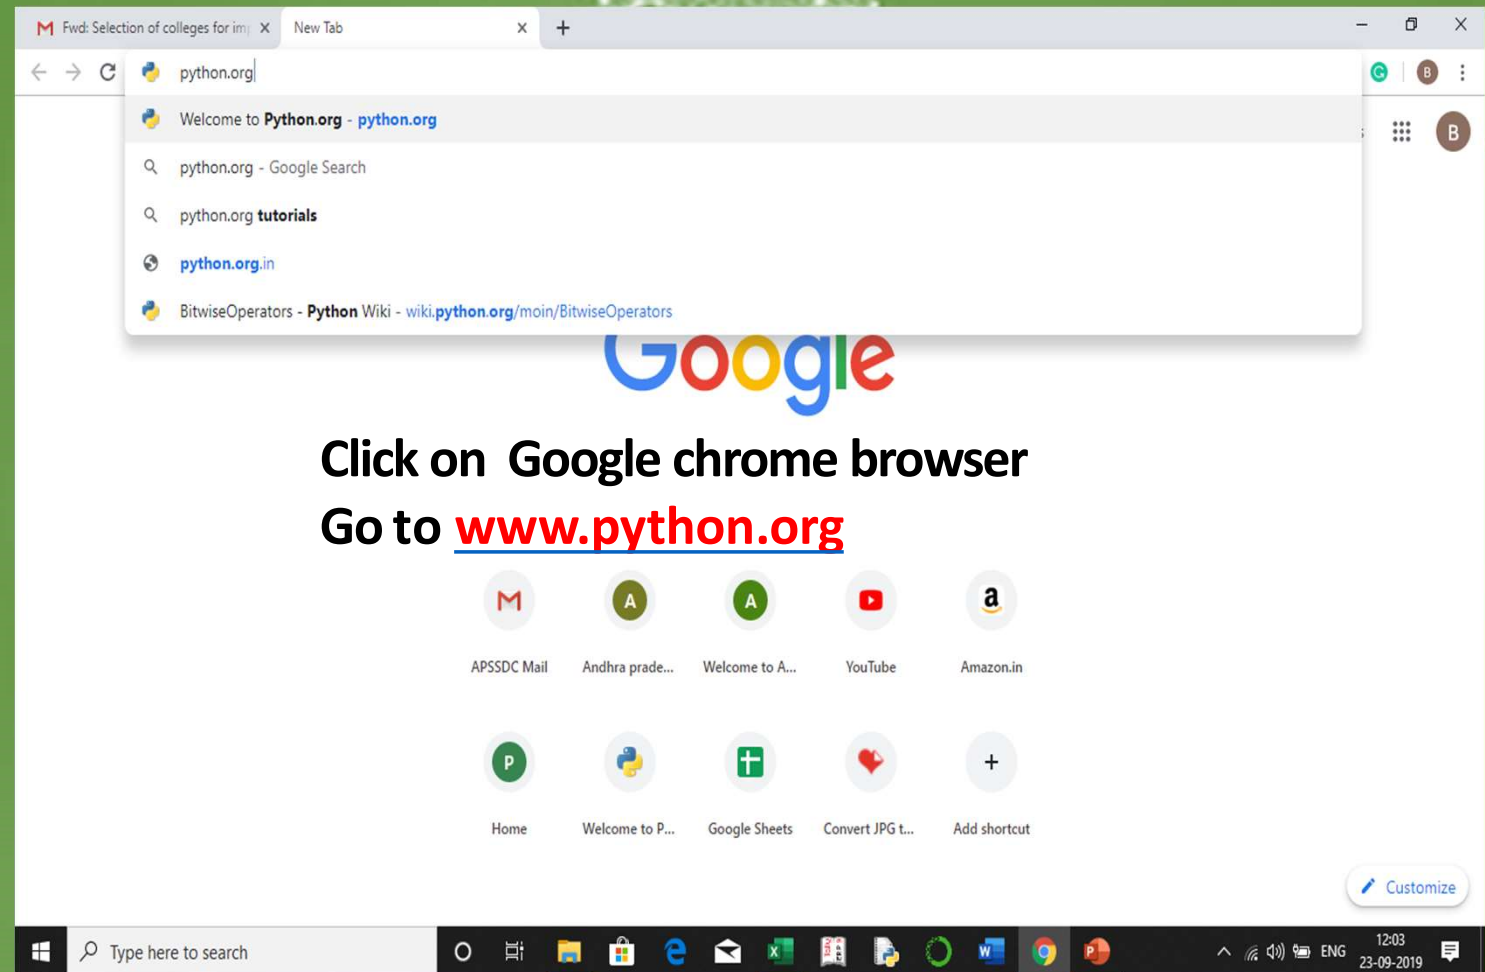 Fwd: Selection of colleges for im
New Tab
python.org
B
Welcome to Python.org - python.org
B
python.org - Google Search
python.org tutorials
python.org.in
BitwiseOperators - Python Wiki - wiki.python.org/moin/BitwiseOperators
Google
Click on Google chrome browser
Go to www.python.org
A A a
APSSDC Mail Andhra prade... Welcome to A... YouTube Amazon.in
P
Home Welcome to P... Google Sheets Convert JPG t... Add shortcut
Customize
Type here to search
ENG
12:03
23-09-2019